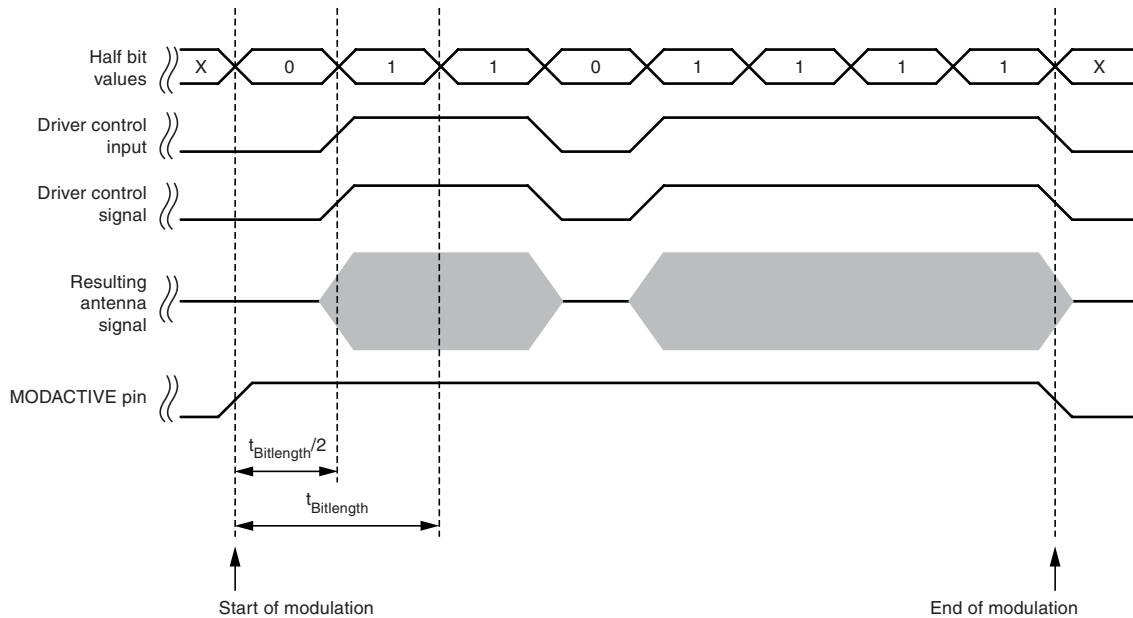 Half bit
values
X 0 1 1 0 1 1 1 1 X
Driver control
input
Driver control
signal
Resulting
antenna
signal
MODACTIVE pin
tBitlength/2
tBitlength
Start of modulation
End of modulation